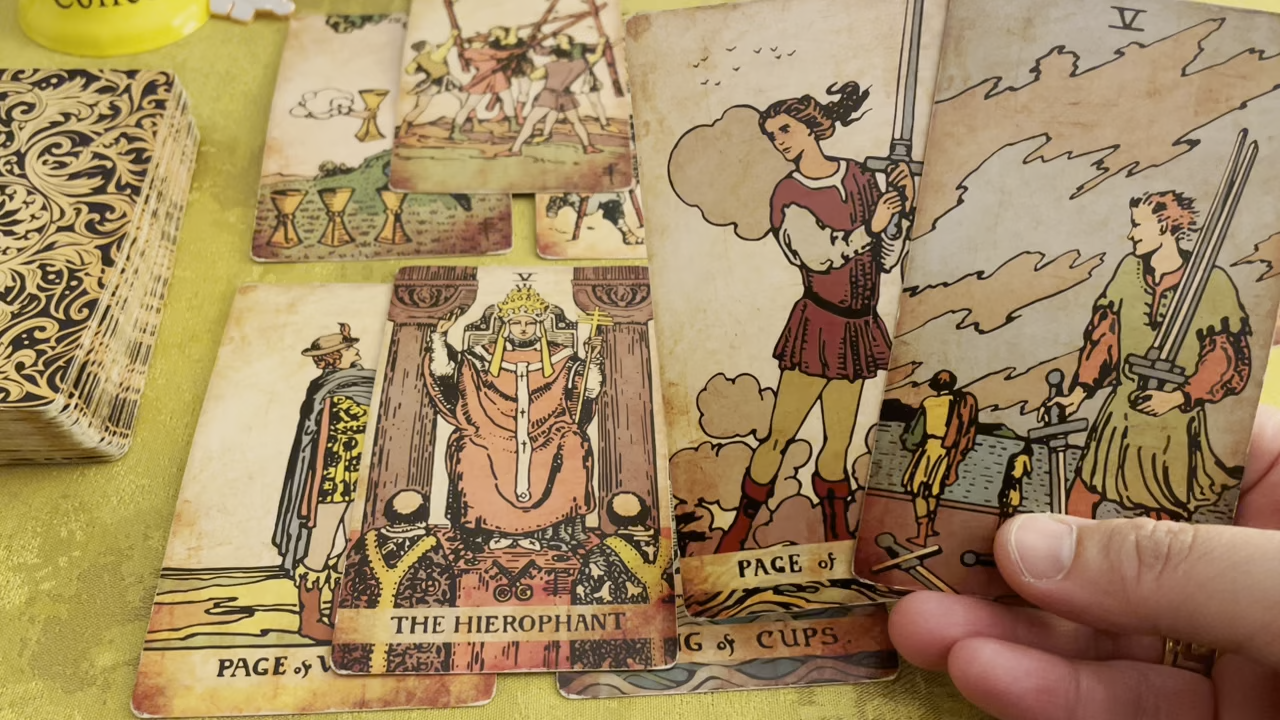 V
V
PAGE of
THE HIEROPHANT
G of CUPS.
PAGE of